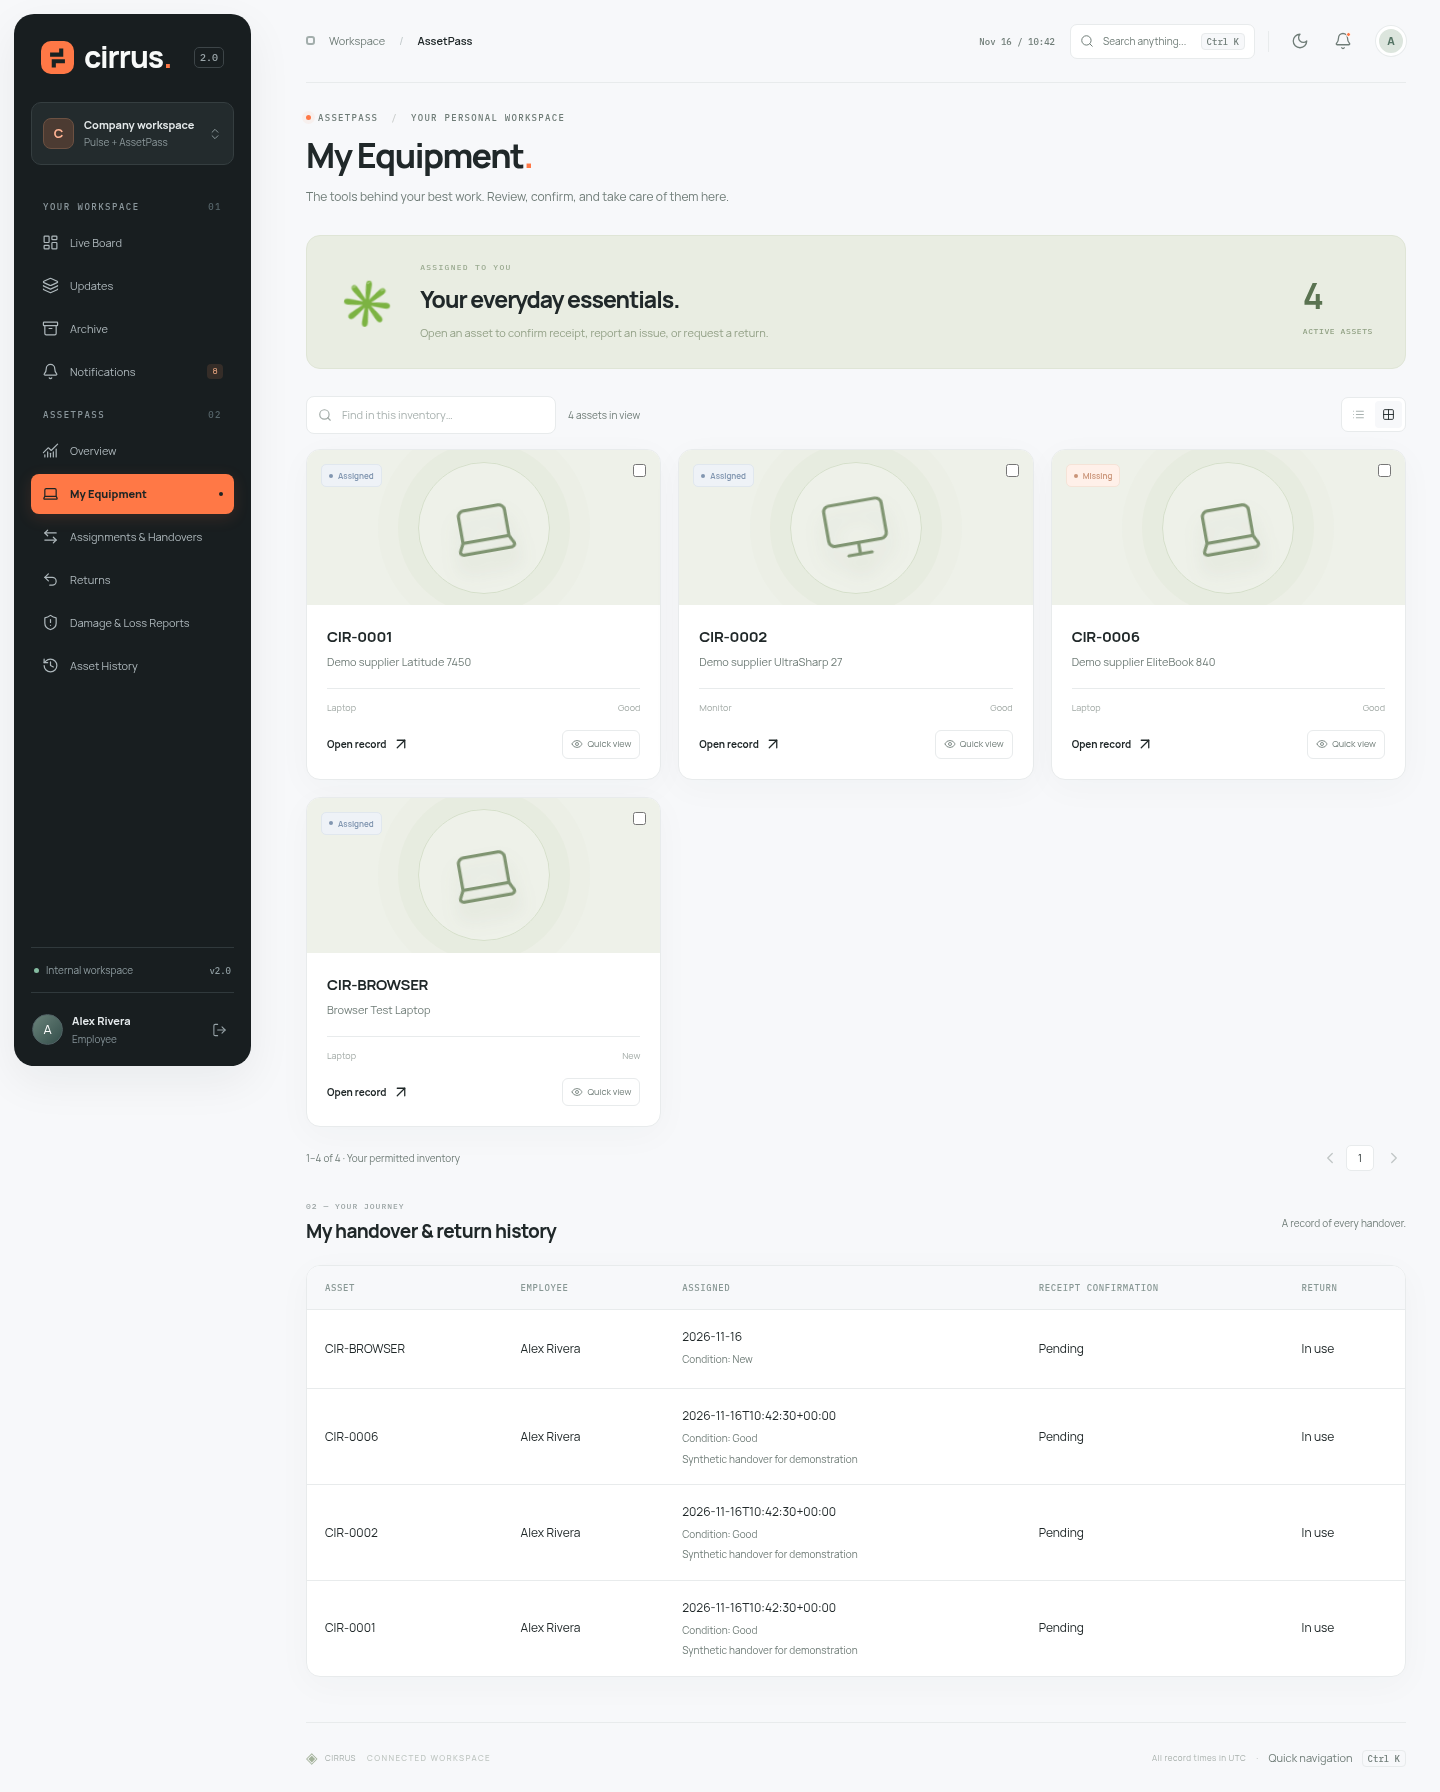 cirrus.
2.0
C
Company workspace
Pulse + AssetPass
YOUR WORKSPACE 01
Live Board
Updates
Archive
Notifications 8
ASSETPASS 02
Overview
My Equipment
Assignments & Handovers
Returns
Damage & Loss Reports
Asset History
Internal workspace v2.0
A
Alex Rivera
Employee
Workspace / AssetPass
Nov 16 / 10:42
Search anything... Ctrl K
A
ASSETPASS / YOUR PERSONAL WORKSPACE
My Equipment.
The tools behind your best work. Review, confirm, and take care of them here.
ASSIGNED TO YOU
Your everyday essentials.
Open an asset to confirm receipt, report an issue, or request a return.
4
ACTIVE ASSETS
Find in this inventory...
4 assets in view
Assigned
CIR-0001
Demo supplier Latitude 7450
Laptop Good
Open record Quick view
Assigned
CIR-0002
Demo supplier UltraSharp 27
Monitor Good
Open record Quick view
Missing
CIR-0006
Demo supplier EliteBook 840
Laptop Good
Open record Quick view
Assigned
CIR-BROWSER
Browser Test Laptop
Laptop New
Open record Quick view
1–4 of 4 · Your permitted inventory
1
02 — YOUR JOURNEY
My handover & return history
A record of every handover.
ASSET EMPLOYEE ASSIGNED RECEIPT CONFIRMATION RETURN
CIR-BROWSER Alex Rivera 2026-11-16 Pending In use
Condition: New
CIR-0006 Alex Rivera 2026-11-16T10:42:30+00:00 Pending In use
Condition: Good
Synthetic handover for demonstration
CIR-0002 Alex Rivera 2026-11-16T10:42:30+00:00 Pending In use
Condition: Good
Synthetic handover for demonstration
CIR-0001 Alex Rivera 2026-11-16T10:42:30+00:00 Pending In use
Condition: Good
Synthetic handover for demonstration
CIRRUS CONNECTED WORKSPACE
All record times in UTC · Quick navigation Ctrl K